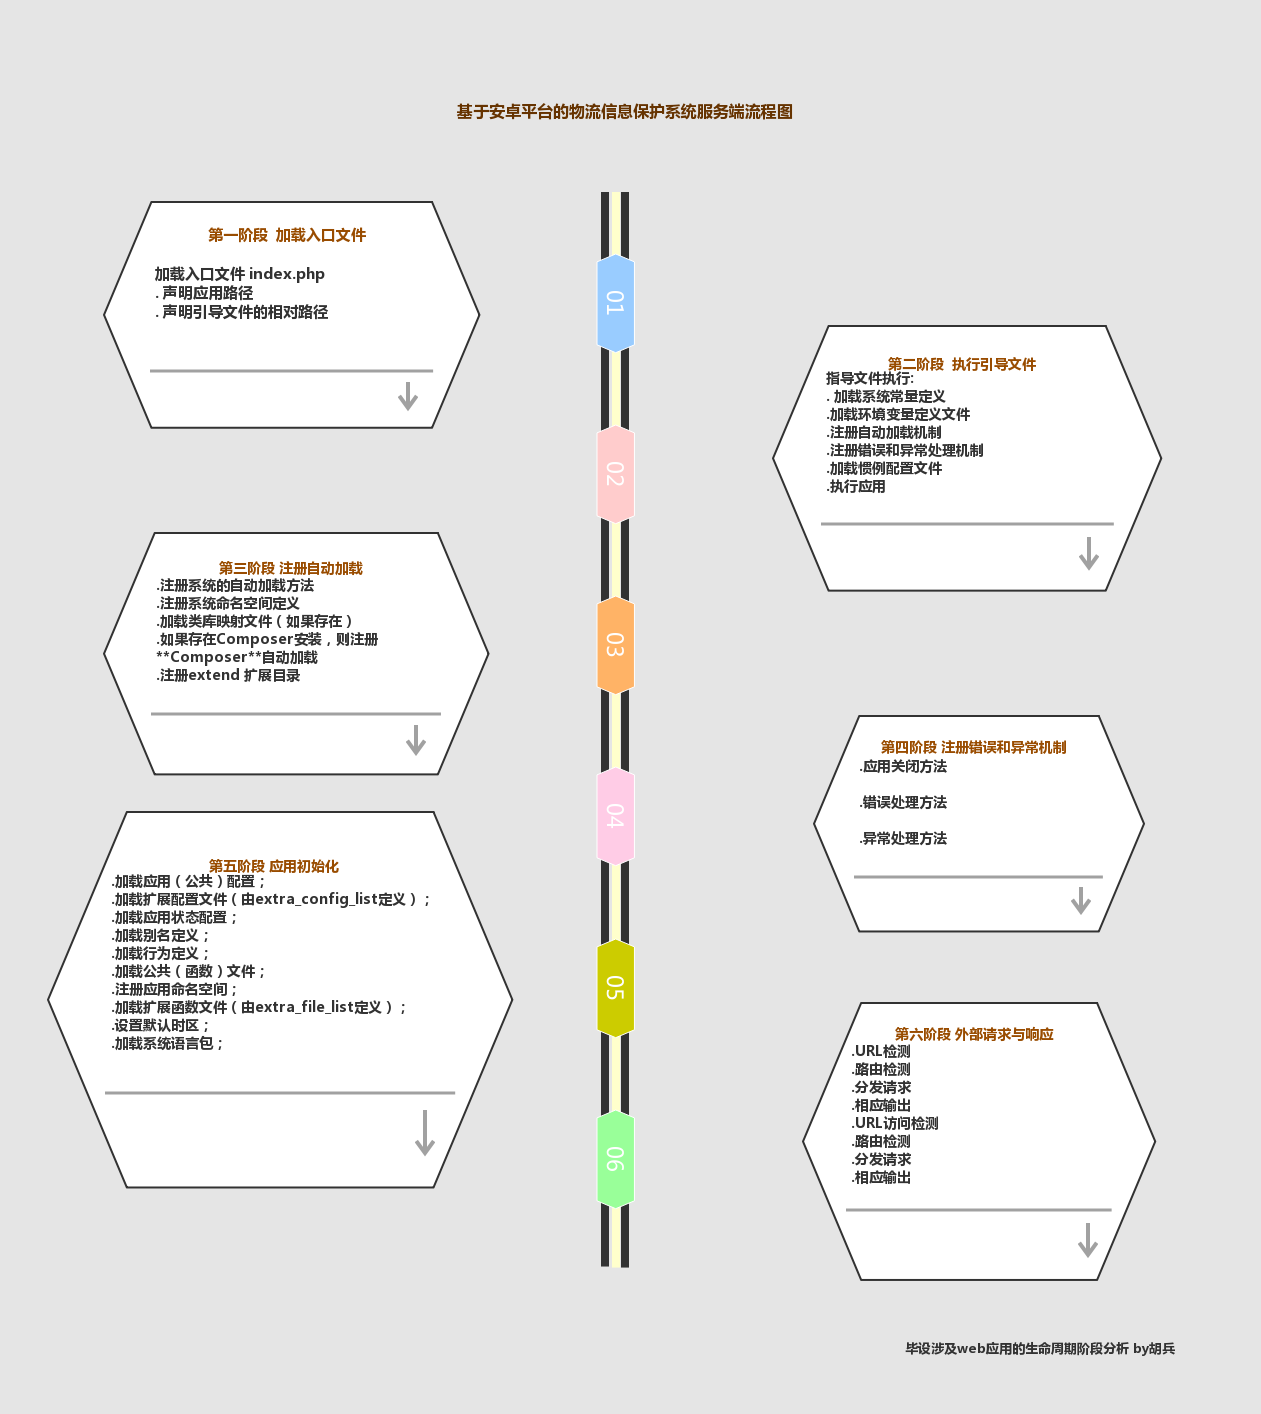 基于安卓平台的物流信息保护系统服务端流程图
第一阶段  加载入口文件
加载入口文件 index.php
. 声明应用路径
. 声明引导文件的相对路径
01
第二阶段  执行引导文件
指导文件执行:
. 加载系统常量定义
.加载环境变量定义文件
.注册自动加载机制
.注册错误和异常处理机制
.加载惯例配置文件
.执行应用
02
第三阶段 注册自动加载
.注册系统的自动加载方法
.注册系统命名空间定义
.加载类库映射文件（如果存在）
.如果存在Composer安装，则注册
**Composer**自动加载
.注册extend 扩展目录
03
第四阶段 注册错误和异常机制
.应用关闭方法
.错误处理方法
.异常处理方法
04
第五阶段 应用初始化
.加载应用（公共）配置；
.加载扩展配置文件（由extra_config_list定义）；
.加载应用状态配置；
.加载别名定义；
.加载行为定义；
.加载公共（函数）文件；
.注册应用命名空间；
.加载扩展函数文件（由extra_file_list定义）；
.设置默认时区；
.加载系统语言包；
05
第六阶段 外部请求与响应
.URL检测
.路由检测
.分发请求
.相应输出
.URL访问检测
.路由检测
.分发请求
.相应输出
06
毕设涉及web应用的生命周期阶段分析 by胡兵